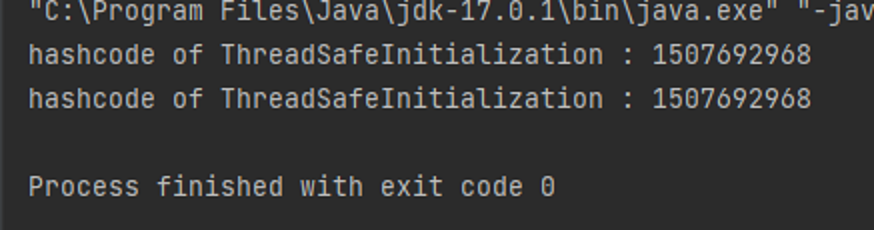 "C:\Program Files\Java\jdk-17.0.1\bin\java.exe" "-jav
hashcode of ThreadSafeInitialization : 1507692968
hashcode of ThreadSafeInitialization : 1507692968
Process finished with exit code 0